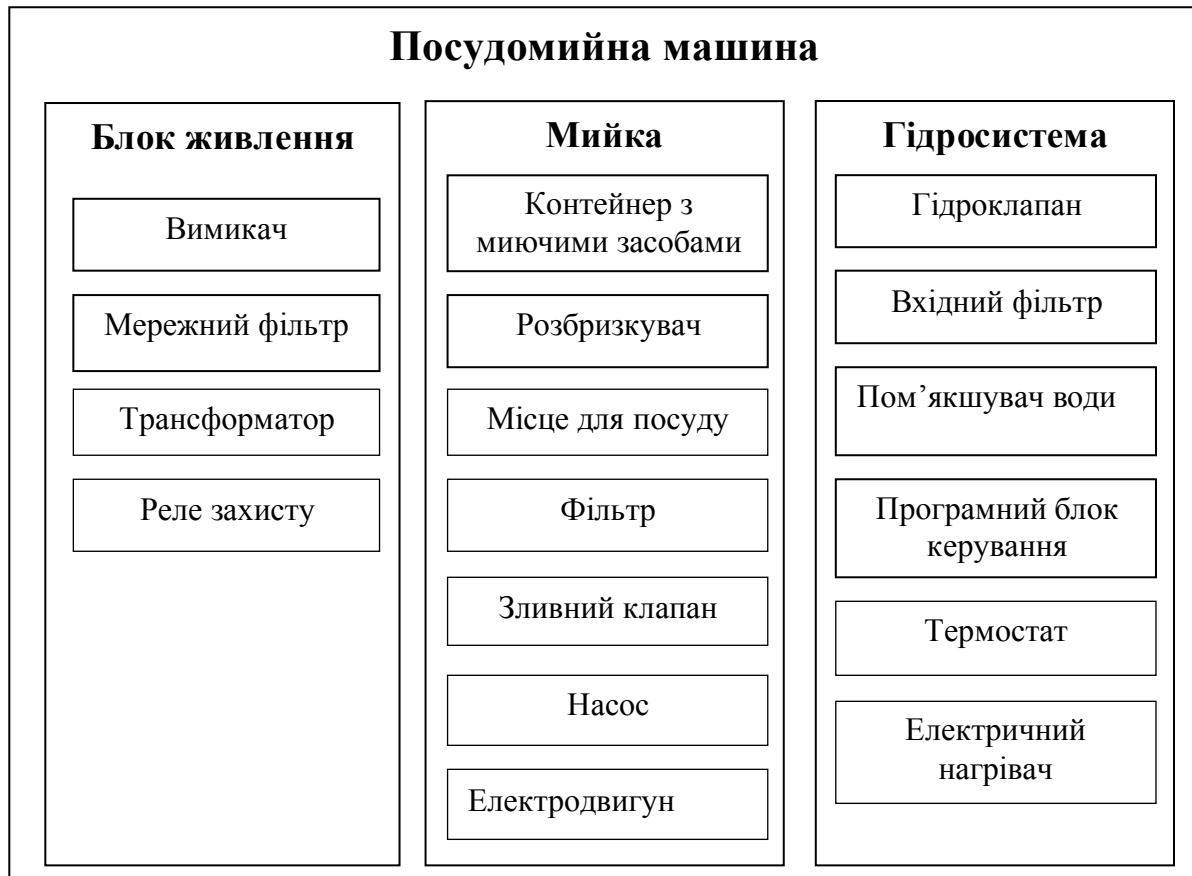 Посудомийна машина
Блок живлення
Вимикач
Мережний фільтр
Трансформатор
Реле захисту
Мийка
Контейнер з
миючими засобами
Розбризкувач
Місце для посуду
Фільтр
Зливний клапан
Насос
Електродвигун
Гідросистема
Гідроклапан
Вхідний фільтр
Пом’якшувач води
Програмний блок
керування
Термостат
Електричний
нагрівач